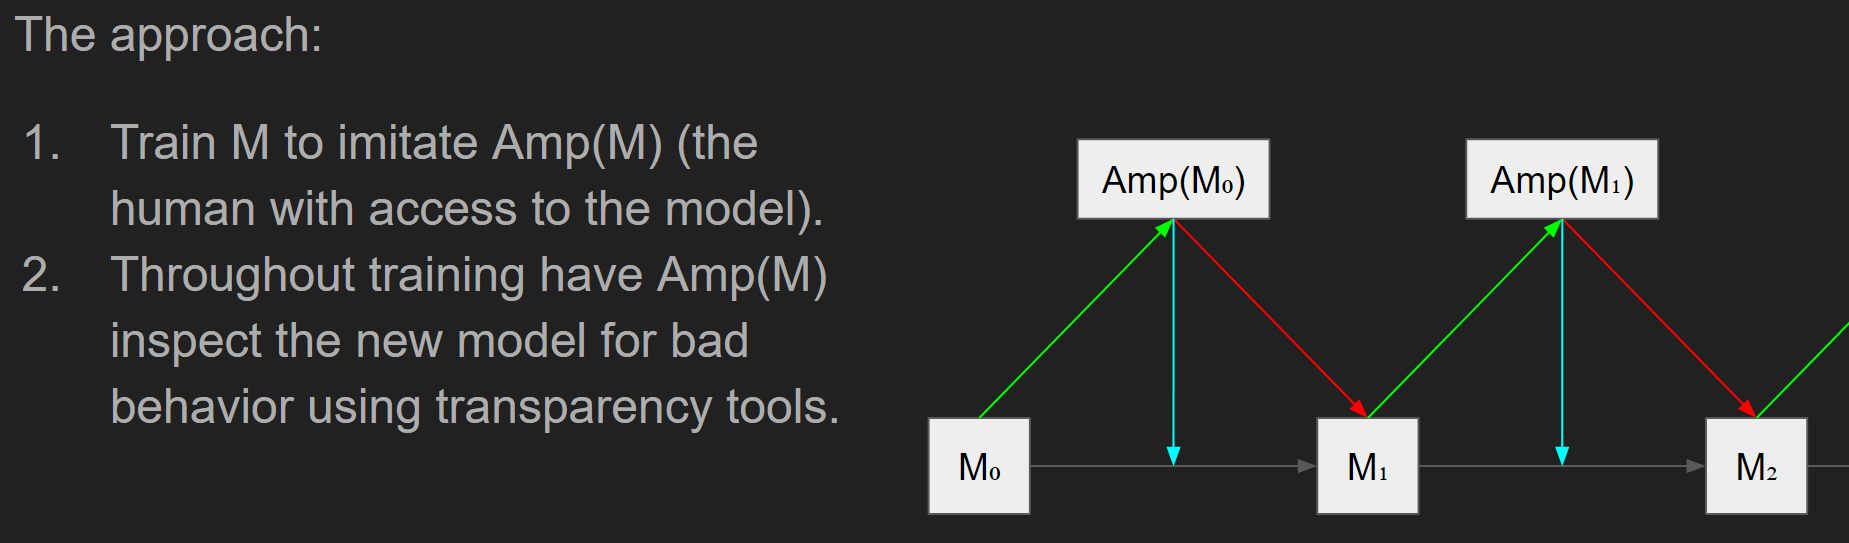 The approach:
1. Train M to imitate Amp(M) (the
human with access to the model).
2. Throughout training have Amp(M)
inspect the new model for bad
behavior using transparency tools.
Amp(M₀)
Amp(M₁)
M₀
M₁
M₂